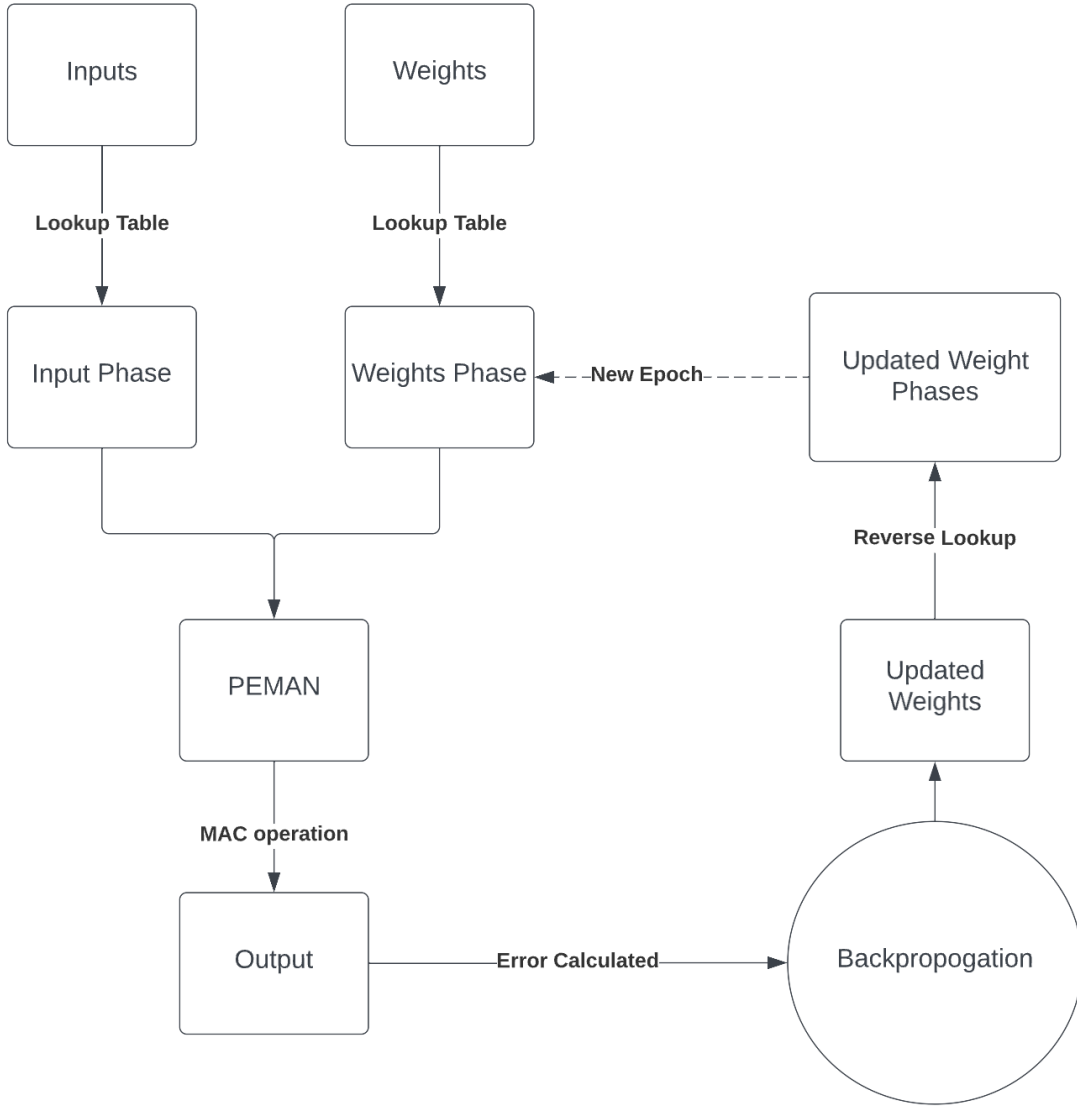 Inputs
Weights
Lookup Table
Lookup Table
Input Phase
Weights Phase
New Epoch
Updated Weight
Phases
Reverse Lookup
PEMAN
Updated
Weights
MAC operation
Output
Error Calculated
Backpropogation